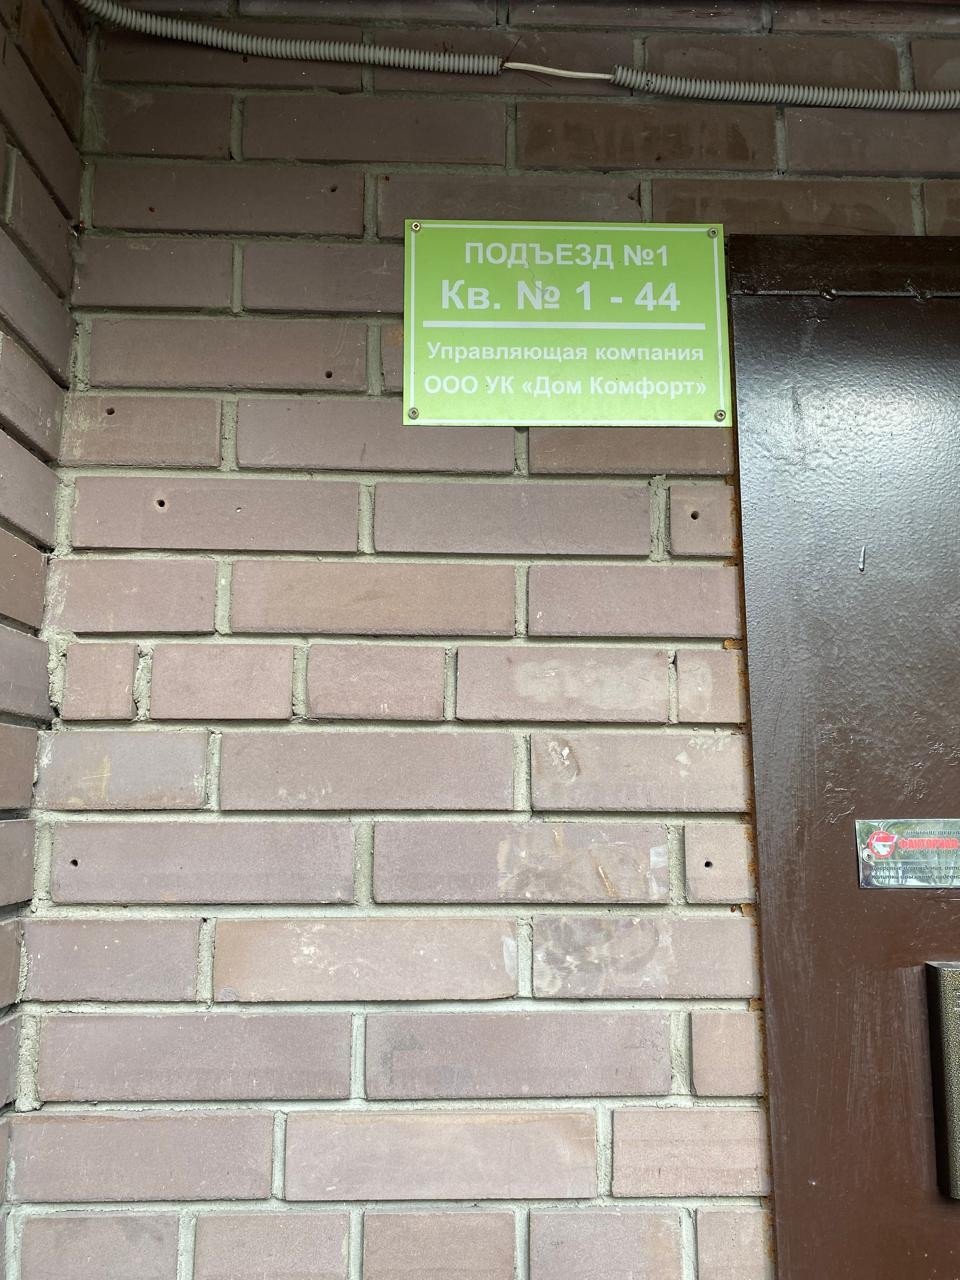 ПОДЪЕЗД №1
Кв. № 1 - 44
Управляющая компания
ООО УК «Дом Комфорт»